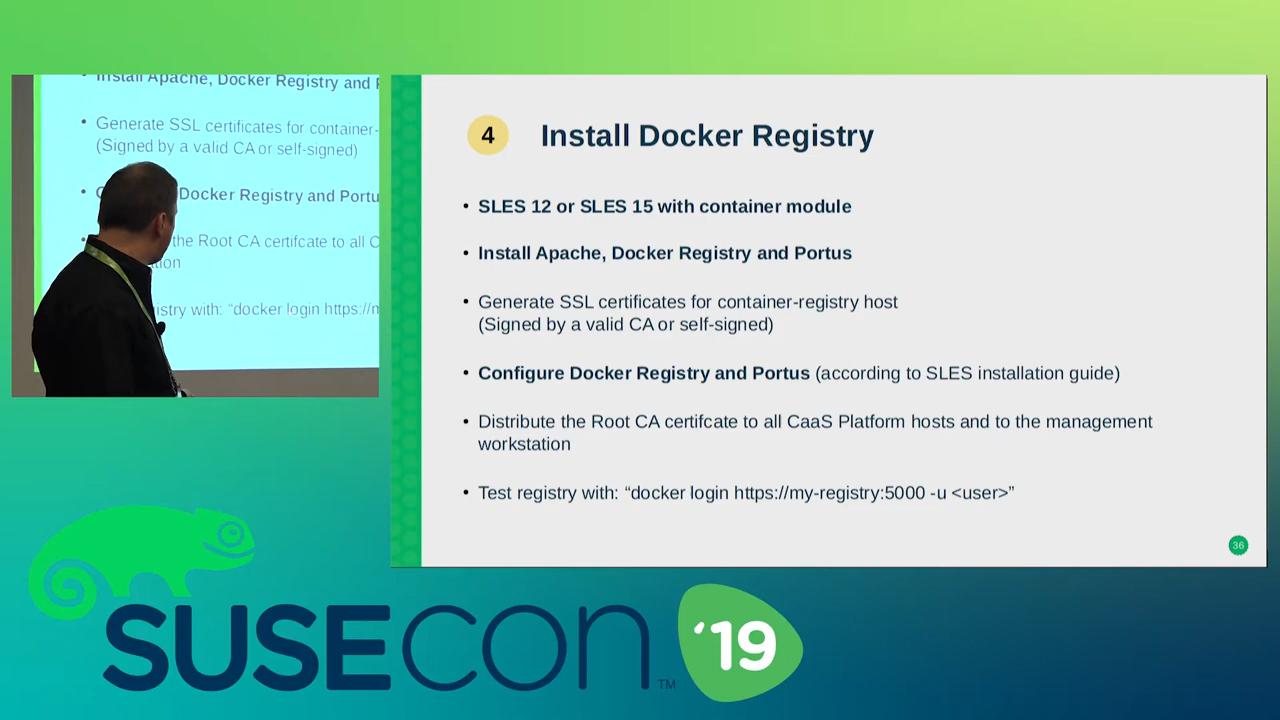 Install Apache, Docker Registry and
Generate SSL certificates for container-
(Signed by a valid CA or self-signed)
Docker Registry and Portu
the Root CA certifcate to all C
tion
istry with: “docker login https://m
4 Install Docker Registry
• SLES 12 or SLES 15 with container module
• Install Apache, Docker Registry and Portus
• Generate SSL certificates for container-registry host
(Signed by a valid CA or self-signed)
• Configure Docker Registry and Portus (according to SLES installation guide)
• Distribute the Root CA certifcate to all CaaS Platform hosts and to the management
workstation
• Test registry with: “docker login https://my-registry:5000 -u <user>”
36
SUSECON ™ ‘19